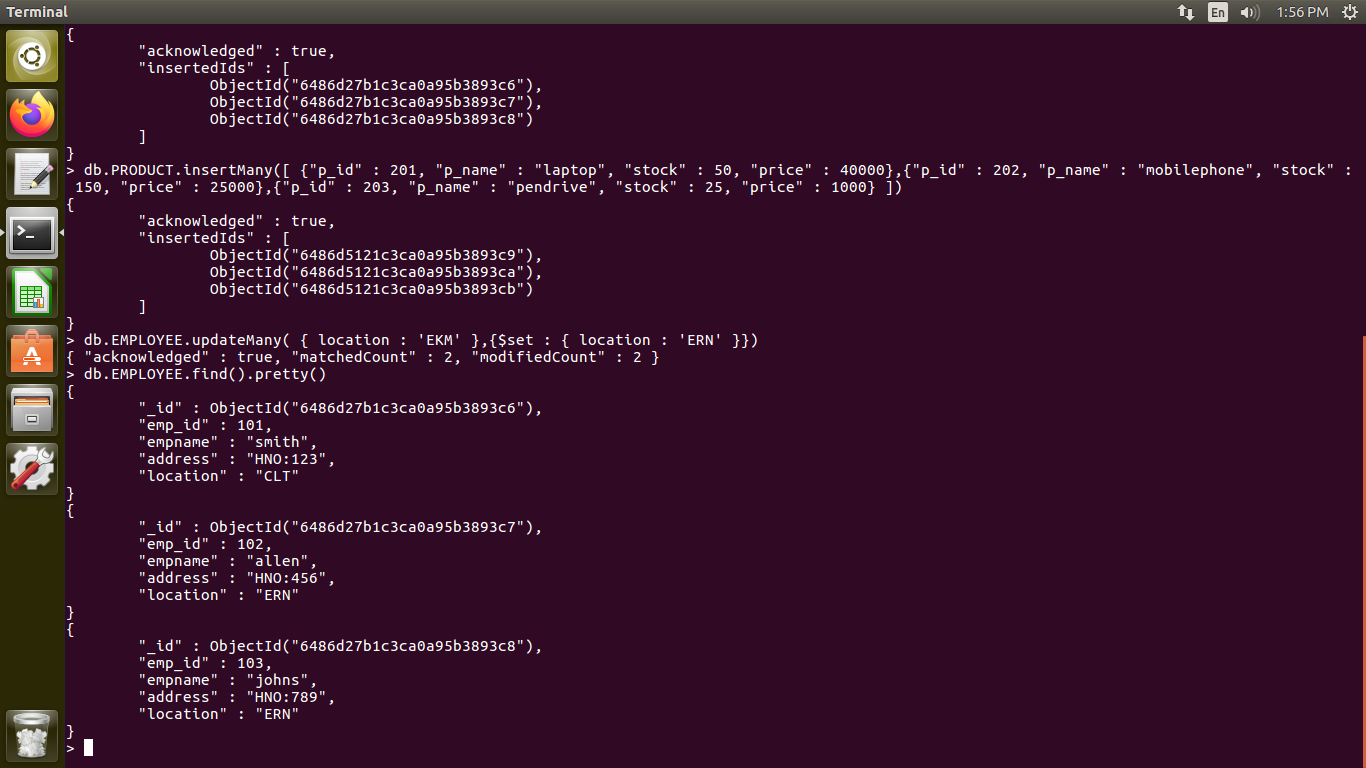 Terminal
En
1:56 PM
{
"acknowledged" : true,
"insertedIds" : [
ObjectId("6486d27b1c3ca0a95b3893c6"),
ObjectId("6486d27b1c3ca0a95b3893c7"),
ObjectId("6486d27b1c3ca0a95b3893c8")
]
}
> db.PRODUCT.insertMany([ {"p_id" : 201, "p_name" : "laptop", "stock" : 50, "price" : 40000},{"p_id" : 202, "p_name" : "mobilephone", "stock" :
150, "price" : 25000},{"p_id" : 203, "p_name" : "pendrive", "stock" : 25, "price" : 1000} ])
{
"acknowledged" : true,
"insertedIds" : [
ObjectId("6486d5121c3ca0a95b3893c9"),
ObjectId("6486d5121c3ca0a95b3893ca"),
ObjectId("6486d5121c3ca0a95b3893cb")
]
}
> db.EMPLOYEE.updateMany( { location : 'EKM' },{$set : { location : 'ERN' }})
{ "acknowledged" : true, "matchedCount" : 2, "modifiedCount" : 2 }
> db.EMPLOYEE.find().pretty()
{
"_id" : ObjectId("6486d27b1c3ca0a95b3893c6"),
"emp_id" : 101,
"empname" : "smith",
"address" : "HNO:123",
"location" : "CLT"
}
{
"_id" : ObjectId("6486d27b1c3ca0a95b3893c7"),
"emp_id" : 102,
"empname" : "allen",
"address" : "HNO:456",
"location" : "ERN"
}
{
"_id" : ObjectId("6486d27b1c3ca0a95b3893c8"),
"emp_id" : 103,
"empname" : "johns",
"address" : "HNO:789",
"location" : "ERN"
}
>